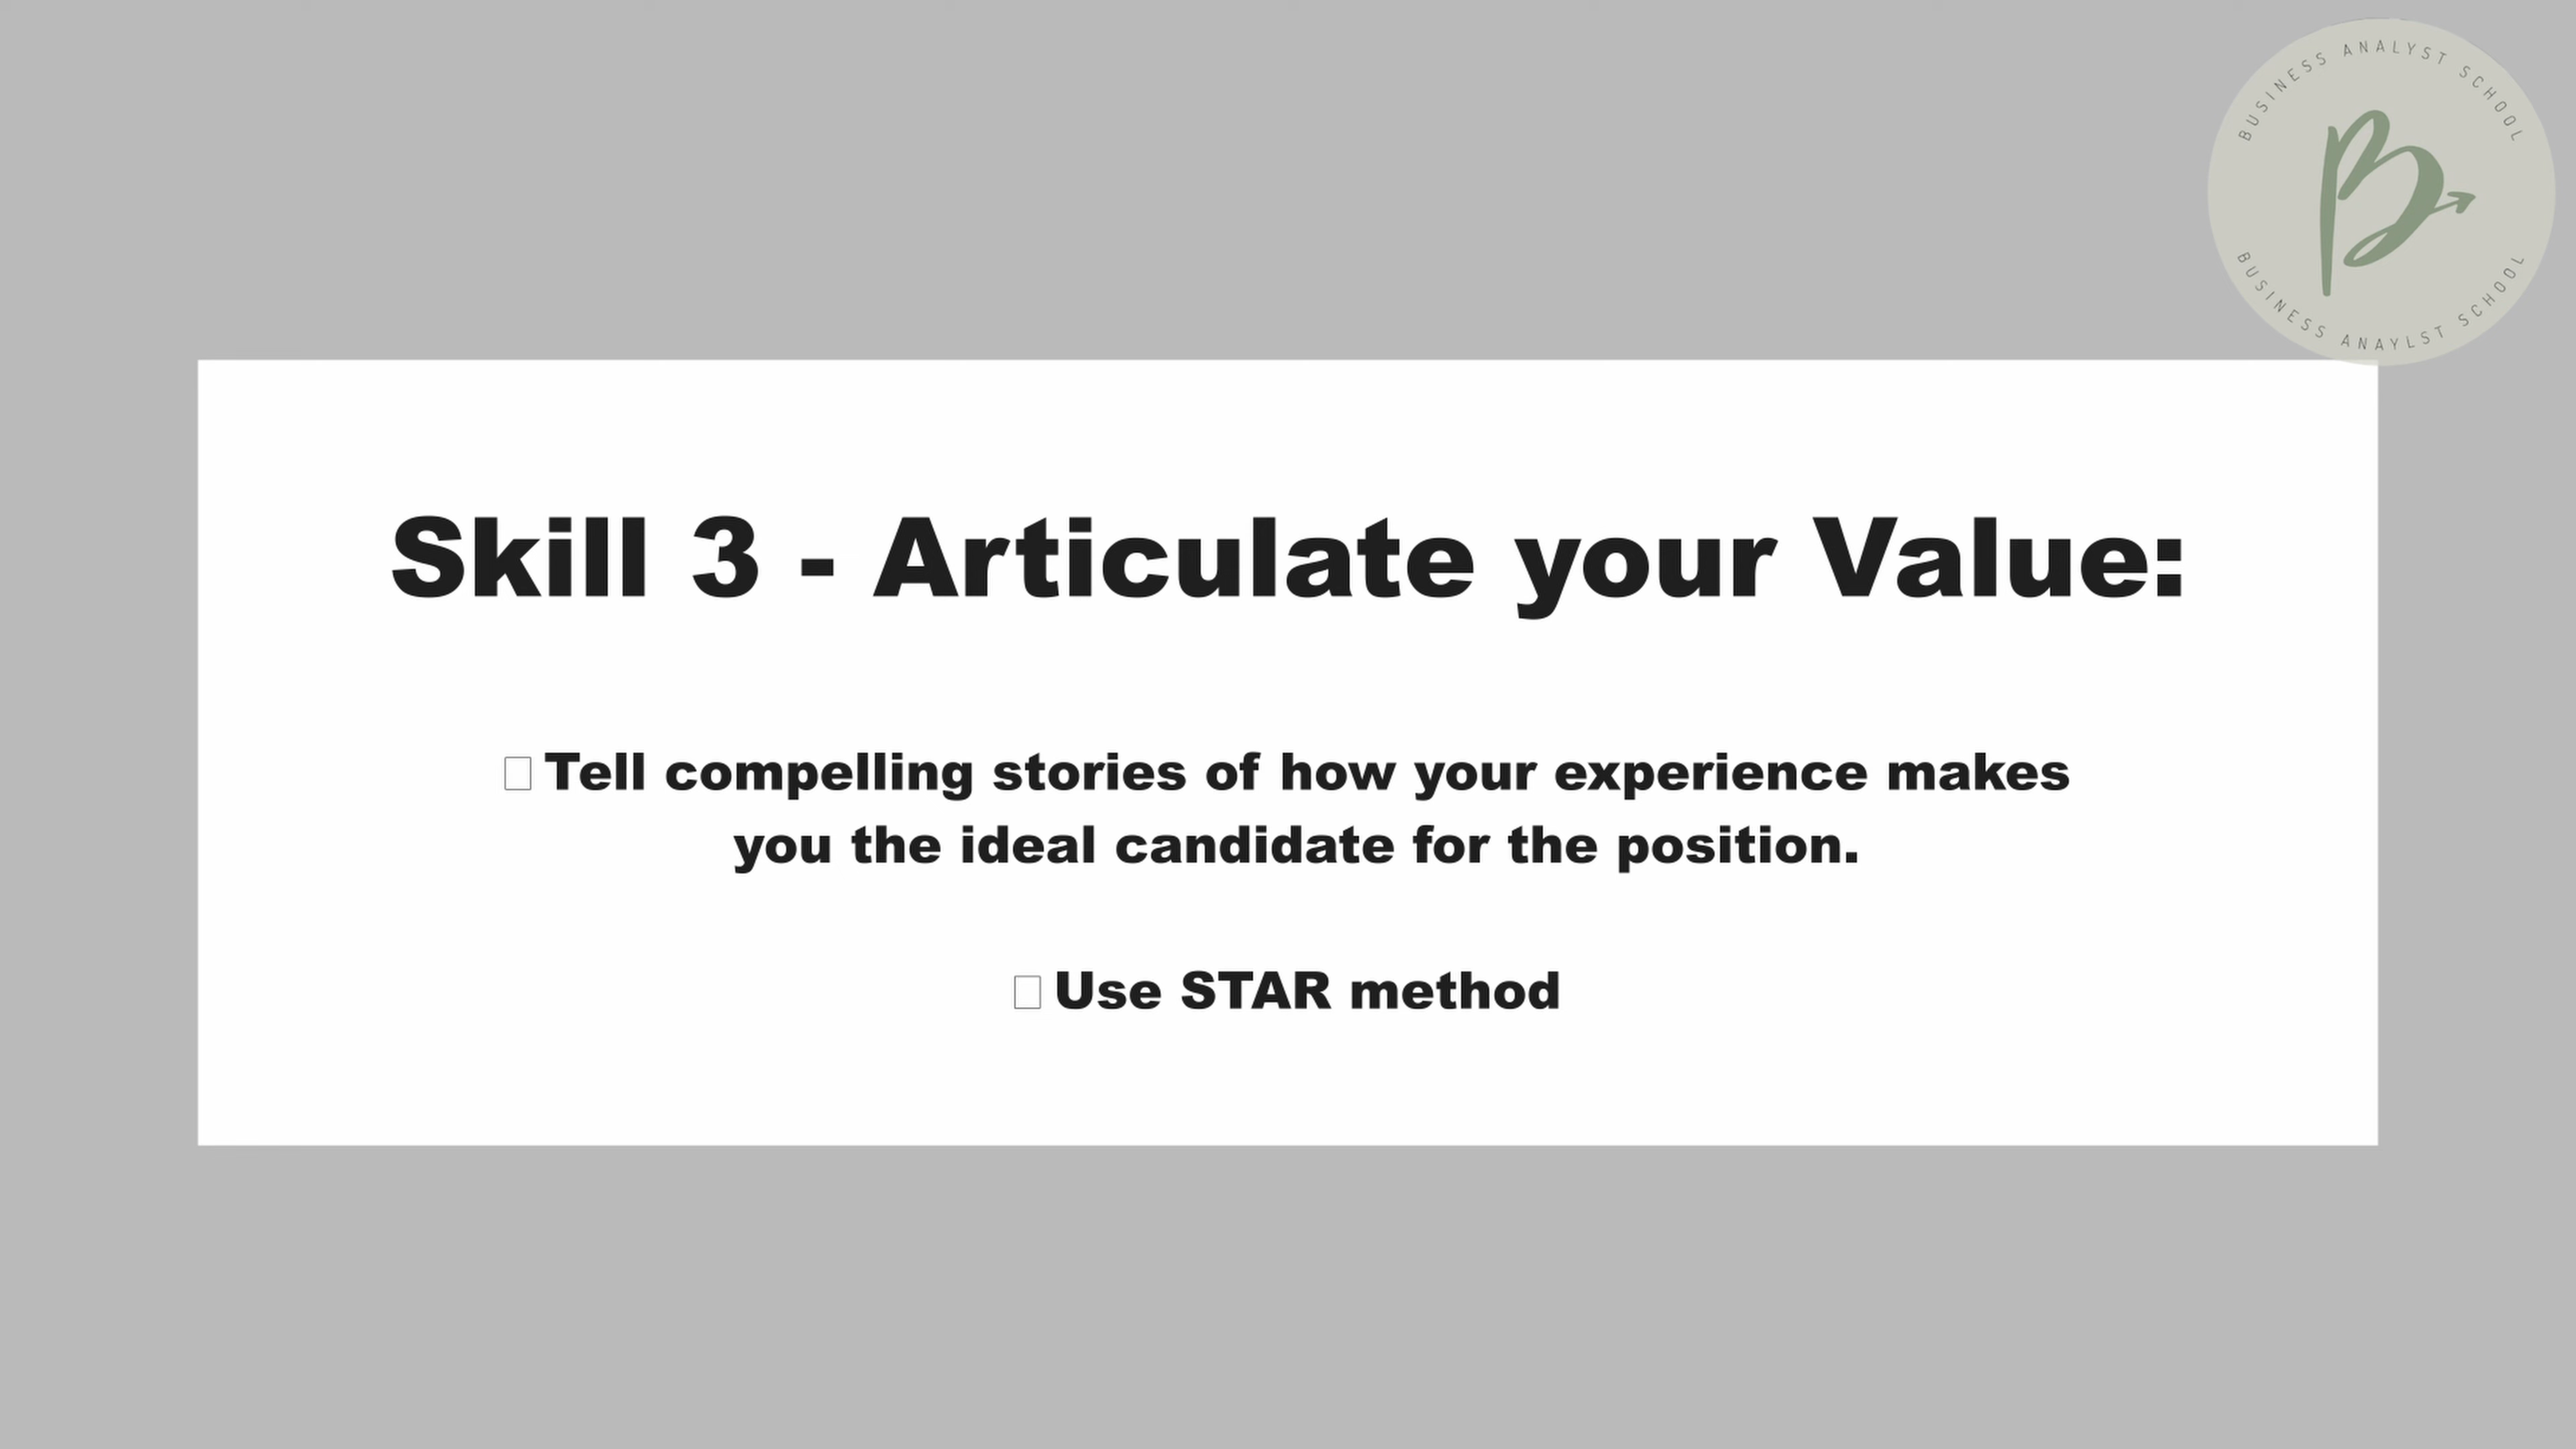 BUSINESS ANALYST SCHOOL
B
BUSINESS ANAYLST SCHOOL
Skill 3 - Articulate your Value:
□ Tell compelling stories of how your experience makes
you the ideal candidate for the position.
□ Use STAR method